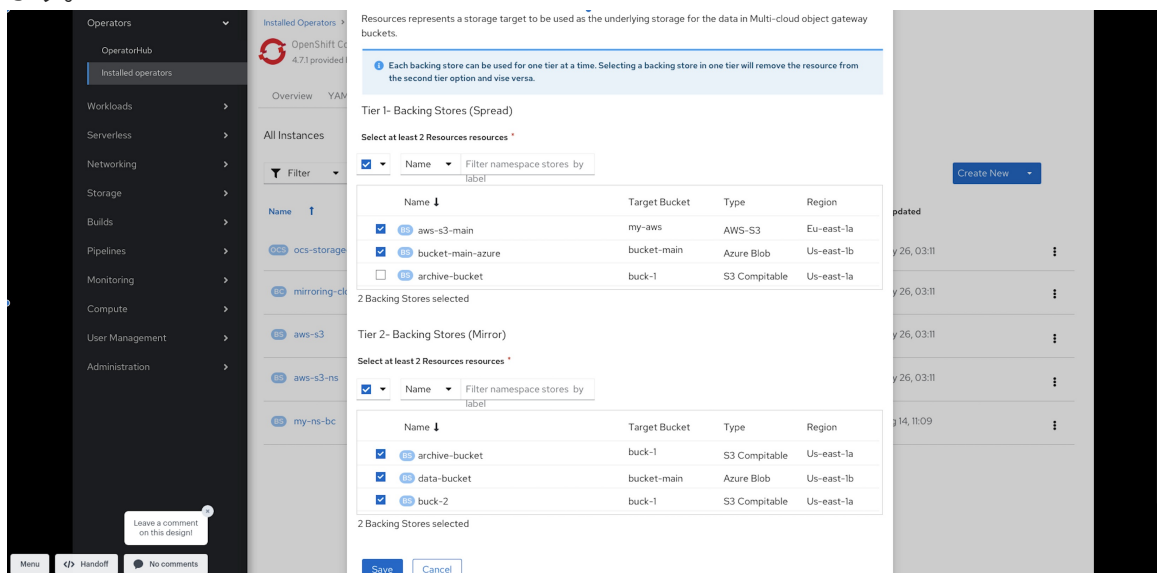 Operators
OperatorHub
Installed operators
Workloads
Serverless
Networking
Storage
Builds
Pipelines
Monitoring
Compute
User Management
Administration
Leave a comment
on this design!
Menu
</> Handoff
No comments
Installed Operators >
OpenShift Co
4.7.1 provided
Overview YAM
All Instances
Filter
Create New
Name
pdated
OCS ocs-storage
y 26, 03:11
BC mirroring-clo
y 26, 03:11
BS aws-s3
y 26, 03:11
BS aws-s3-ns
y 26, 03:11
BS my-ns-bc
14, 11:09
Resources represents a storage target to be used as the underlying storage for the data in Multi-cloud object gateway
buckets.
Each backing store can be used for one tier at a time. Selecting a backing store in one tier will remove the resource from
the second tier option and vise versa.
Tier 1- Backing Stores (Spread)
Select at least 2 Resources resources *
Name Filter namespace stores by
label
Name Target Bucket Type Region
BS aws-s3-main my-aws AWS-S3 Eu-east-1a
BS bucket-main-azure bucket-main Azure Blob Us-east-1b
BS archive-bucket buck-1 S3 Compitable Us-east-1a
2 Backing Stores selected
Tier 2- Backing Stores (Mirror)
Select at least 2 Resources resources *
Name Filter namespace stores by
label
Name Target Bucket Type Region
BS archive-bucket buck-1 S3 Compitable Us-east-1a
BS data-bucket bucket-main Azure Blob Us-east-1b
BS buck-2 buck-1 S3 Compitable Us-east-1a
2 Backing Stores selected
Save Cancel